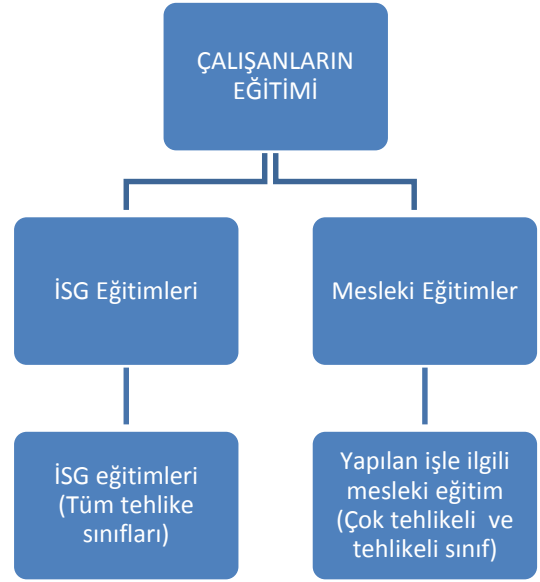 ÇALIŞANLARIN
EĞİTİMİ
İSG Eğitimleri
Mesleki Eğitimler
İSG eğitimleri
(Tüm tehlike
sınıfları)
Yapılan işle ilgili
mesleki eğitim
(Çok tehlikeli ve
tehlikeli sınıf)